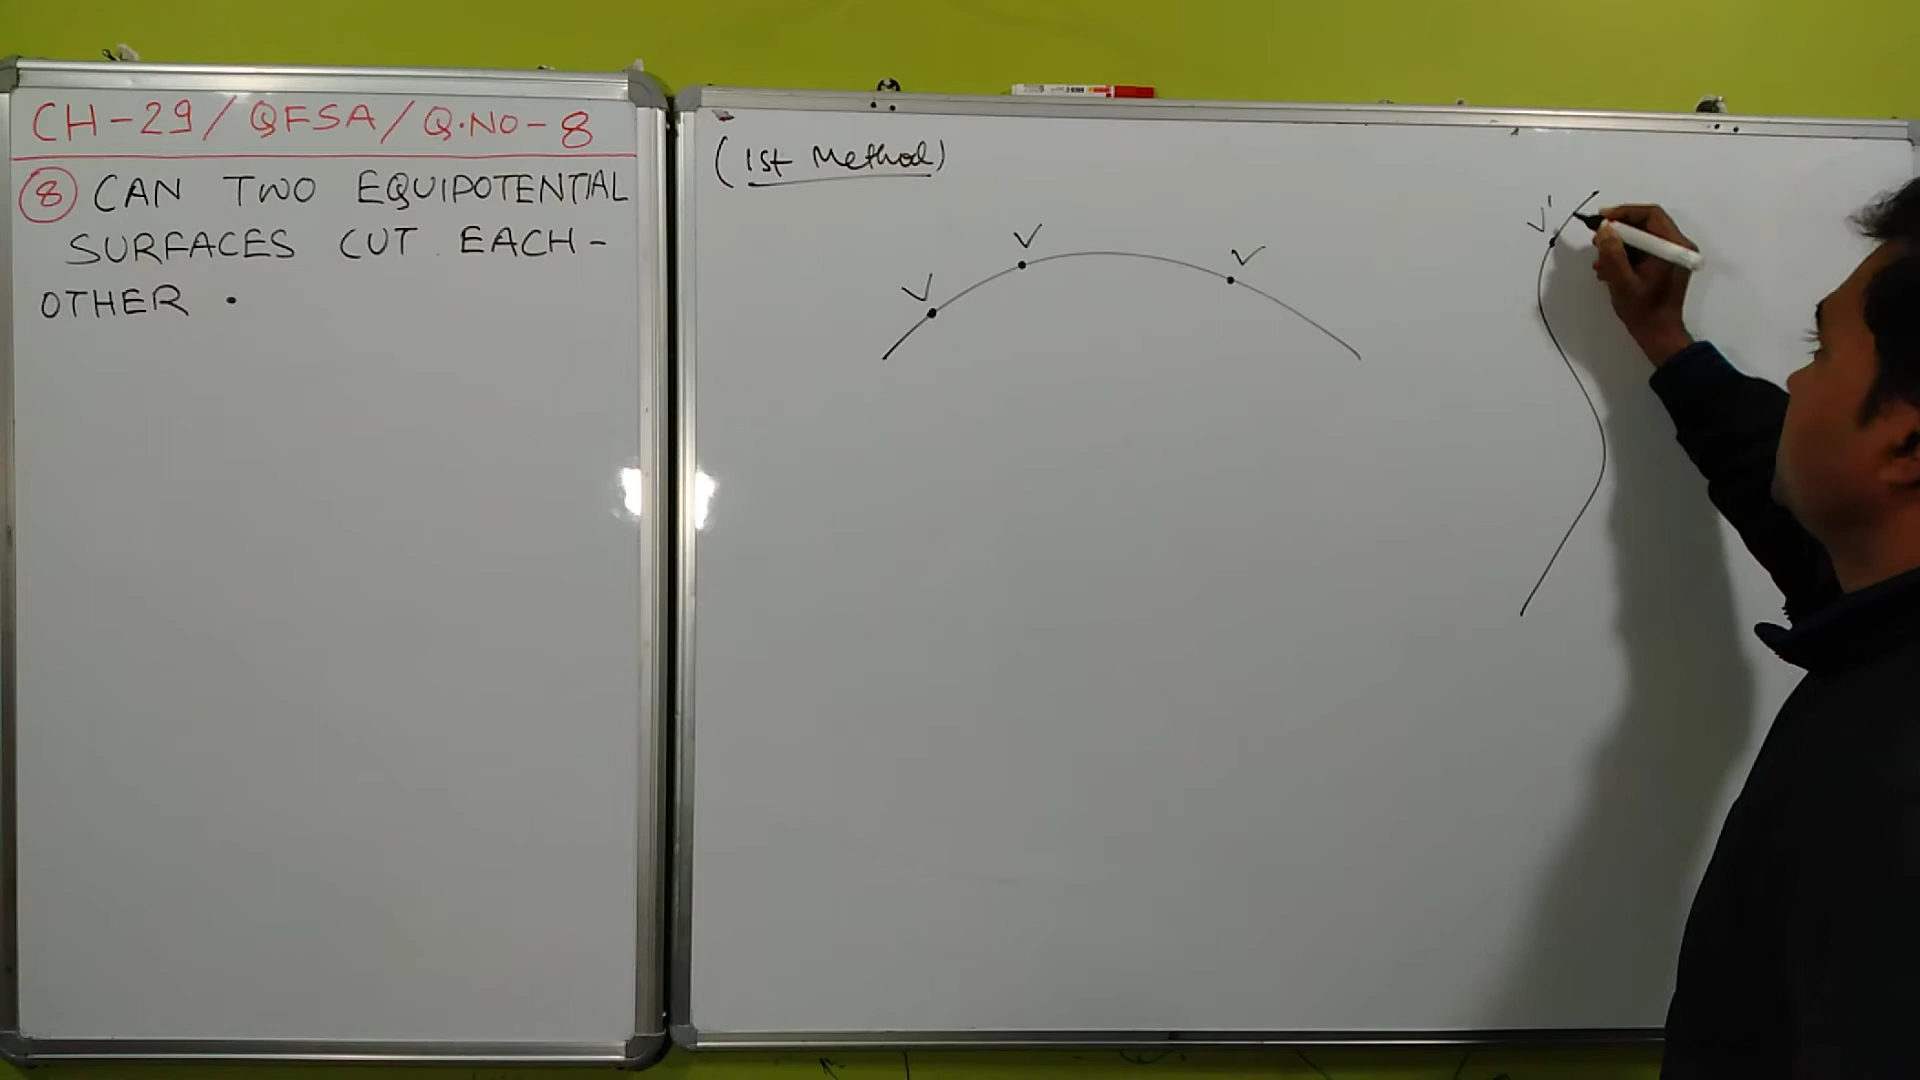 CH-29/QFSA/Q.NO-8
8 CAN TWO EQUIPOTENTIAL
SURFACES CUT EACH-
OTHER .
(1st Method)
V
V
V
V'